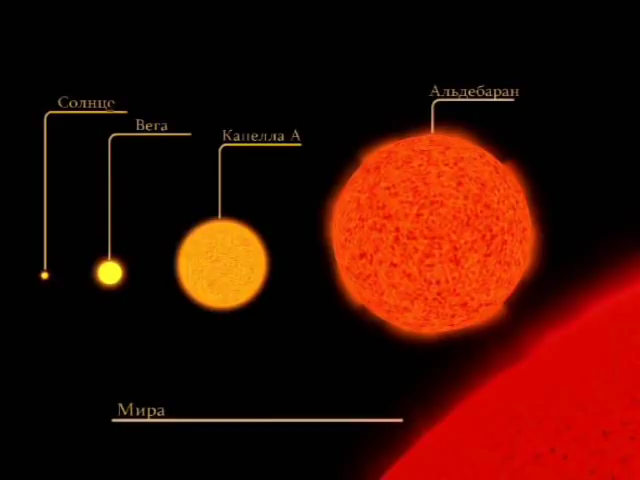 Солнце
Вега
Капелла А
Альдебаран
Мира